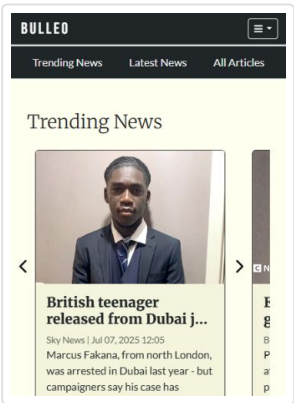 BULLEO
Trending News Latest News All Articles
Trending News
British teenager
released from Dubai j...
Sky News | Jul 07, 2025 12:05
Marcus Fakana, from north London,
was arrested in Dubai last year - but
campaigners say his case has